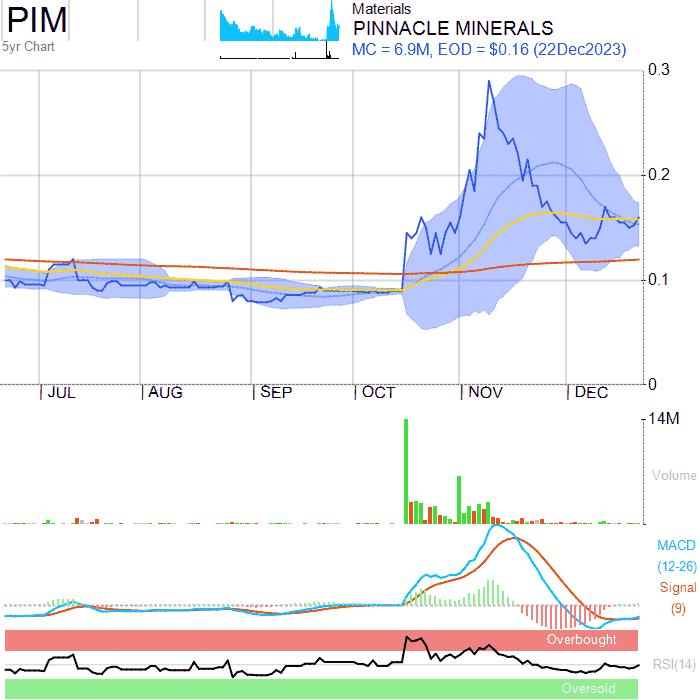 PIM
5yr Chart
Materials
PINNACLE MINERALS
MC = 6.9M, EOD = $0.16 (22Dec2023)
0.3
0.2
0.1
0
JUL AUG SEP OCT NOV DEC
14M
Volume
MACD
(12-26)
Signal
(9)
Overbought
RSI(14)
Oversold